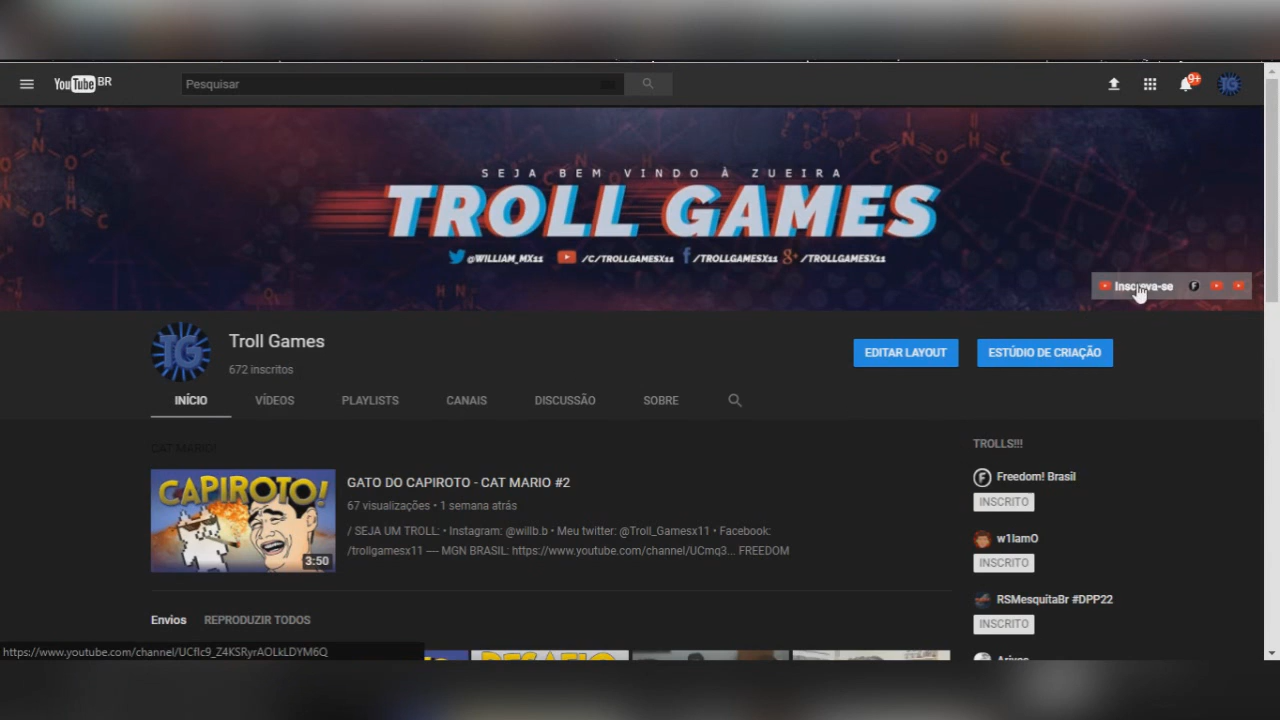 YouTube BR
Pesquisar
9+
SEJA BEM VINDO À ZUEIRA
TROLL GAMES
@WILLIAM_MX11 /C/TROLLGAMESX11 /TROLLGAMESX11 /TROLLGAMESX11
Inscreva-se
TG
Troll Games
672 inscritos
EDITAR LAYOUT
ESTÚDIO DE CRIAÇÃO
INÍCIO VÍDEOS PLAYLISTS CANAIS DISCUSSÃO SOBRE
CAT MARIO!
CAPIROTO!
3:50
GATO DO CAPIROTO - CAT MARIO #2
67 visualizações • 1 semana atrás
/ SEJA UM TROLL: • Instagram: @willb.b • Meu twitter: @Troll_Gamesx11 • Facebook:
/trollgamesx11 ---- MGN BRASIL: https://www.youtube.com/channel/UCmq3... FREEDOM
TROLLS!!!
Freedom! Brasil
INSCRITO
w1lamO
INSCRITO
RSMesquitaBr #DPP22
INSCRITO
Envios REPRODUZIR TODOS
https://www.youtube.com/channel/UCflc9_Z4KSRyrAOLkLDYM6Q